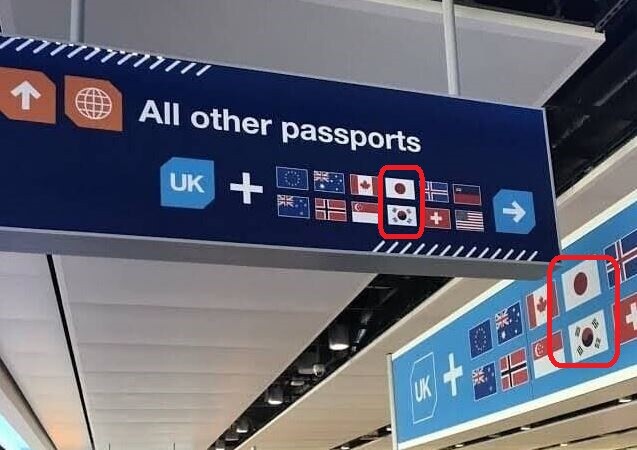 All other passports
UK +
UK +